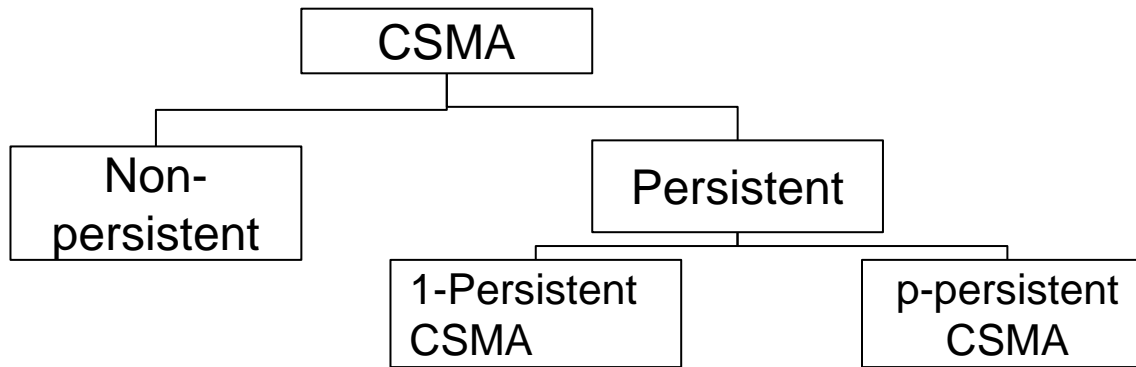 CSMA
Non-
persistent
Persistent
1-Persistent
CSMA
p-persistent
CSMA